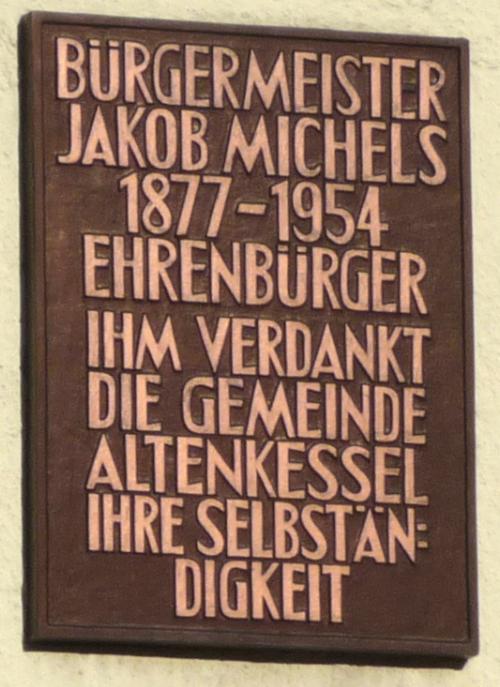 BÜRGERMEISTER
JAKOB MICHELS
1877-1954
EHRENBÜRGER
IHM VERDANKT
DIE GEMEINDE
ALTENKESSEL
IHRE SELBSTÄN=
DIGKEIT